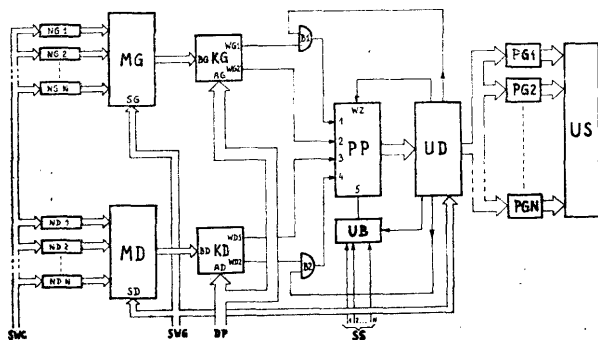 NG 1
NG 2
NG N
MG
SG
BG KG
AG
WG1
WG2
B1
WZ
1
2
3
4
PP
5
UD
UB
PG1
PG2
PGN
US
ND 1
ND 2
ND N
MD
SD
BD KD
AD
WD1
WD2
B2
1 2 ... N
SWC
SWG
DP
SS